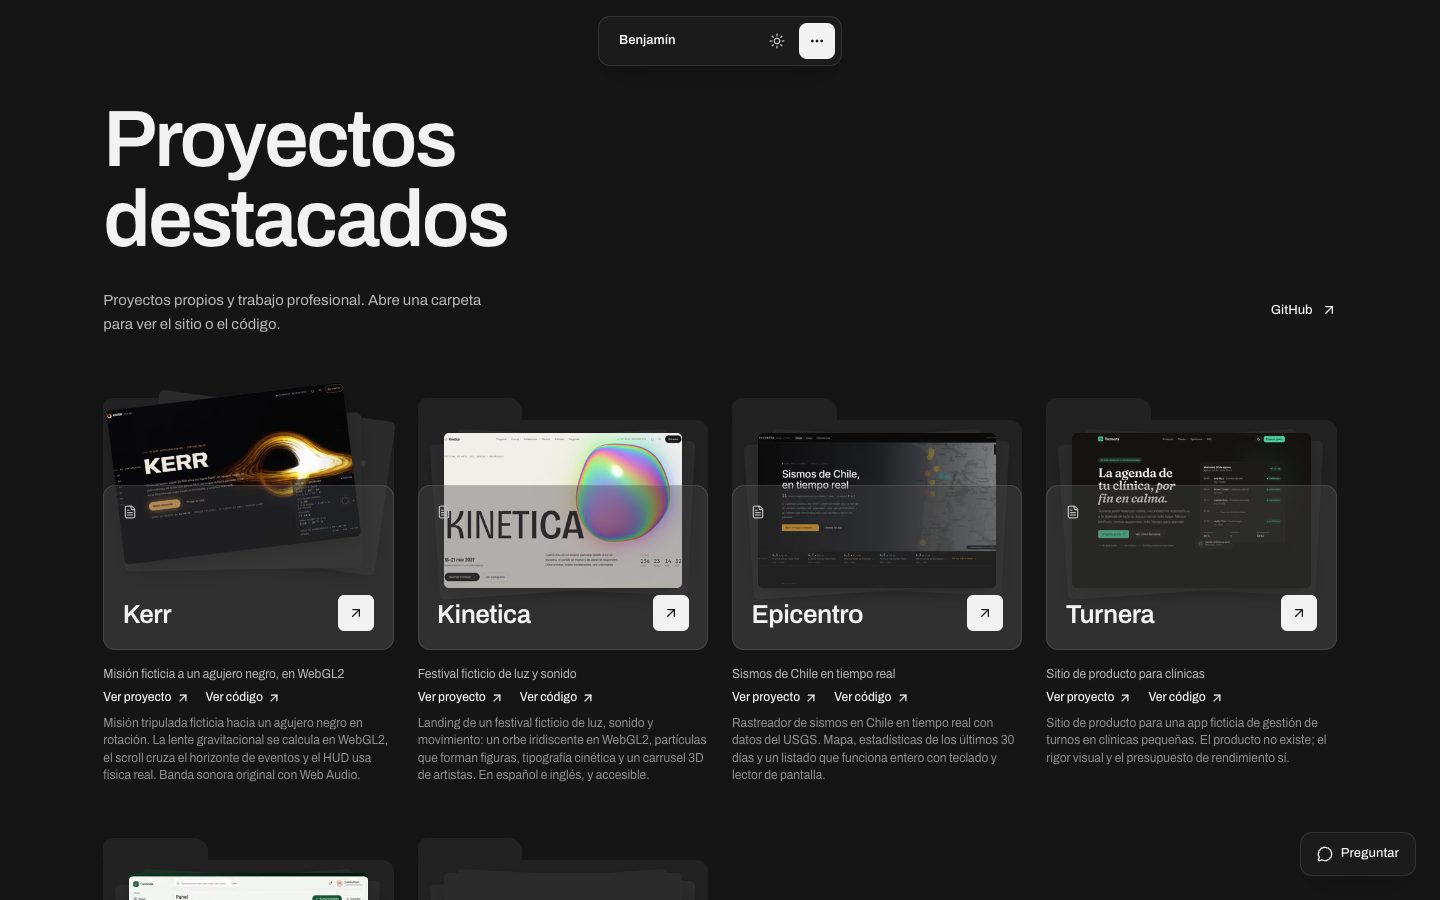 Benjamín
Proyectos
destacados
Proyectos propios y trabajo profesional. Abre una carpeta
para ver el sitio o el código.
GitHub
KERR
Kerr
Misión ficticia a un agujero negro, en WebGL2
Ver proyecto
Ver código
Misión tripulada ficticia hacia un agujero negro en
rotación. La lente gravitacional se calcula en WebGL2,
el scroll cruza el horizonte de eventos y el HUD usa
física real. Banda sonora original con Web Audio.
Kinetica
KINETICA
16–21 mar 2027
Kinetica
Festival ficticio de luz y sonido
Ver proyecto
Ver código
Landing de un festival ficticio de luz, sonido y
movimiento: un orbe iridiscente en WebGL2, partículas
que forman figuras, tipografía cinética y un carrusel 3D
de artistas. En español e inglés, y accesible.
Sismos de Chile,
en tiempo real
Epicentro
Sismos de Chile en tiempo real
Ver proyecto
Ver código
Rastreador de sismos en Chile en tiempo real con
datos del USGS. Mapa, estadísticas de los últimos 30
días y un listado que funciona entero con teclado y
lector de pantalla.
Turnera
La agenda de
tu clínica, por
fin en calma.
Turnera
Sitio de producto para clínicas
Ver proyecto
Ver código
Sitio de producto para una app ficticia de gestión de
turnos en clínicas pequeñas. El producto no existe; el
rigor visual y el presupuesto de rendimiento sí.
Panel
Preguntar